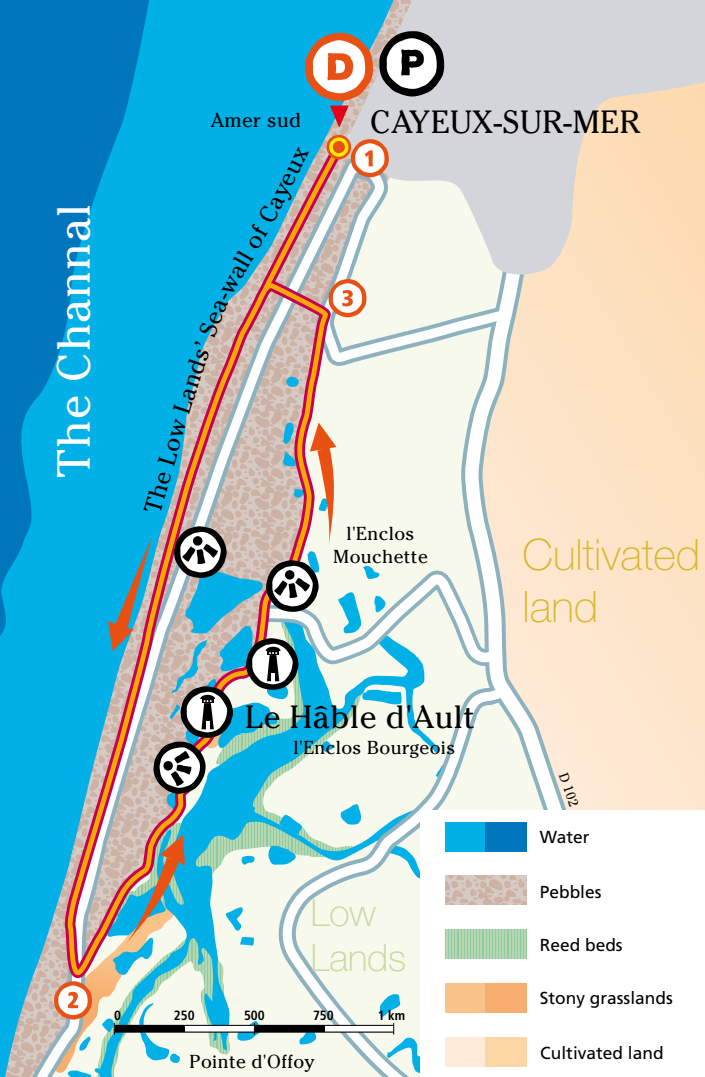 D
P
Amer sud
CAYEUX-SUR-MER
1
The Low Lands' Sea-wall of Cayeux
The Channal
3
l'Enclos
Mouchette
Cultivated
land
Le Hâble d'Ault
l'Enclos Bourgeois
D 102
Low
Lands
2
0 250 500 750 1 km
Pointe d'Offoy
Water
Pebbles
Reed beds
Stony grasslands
Cultivated land